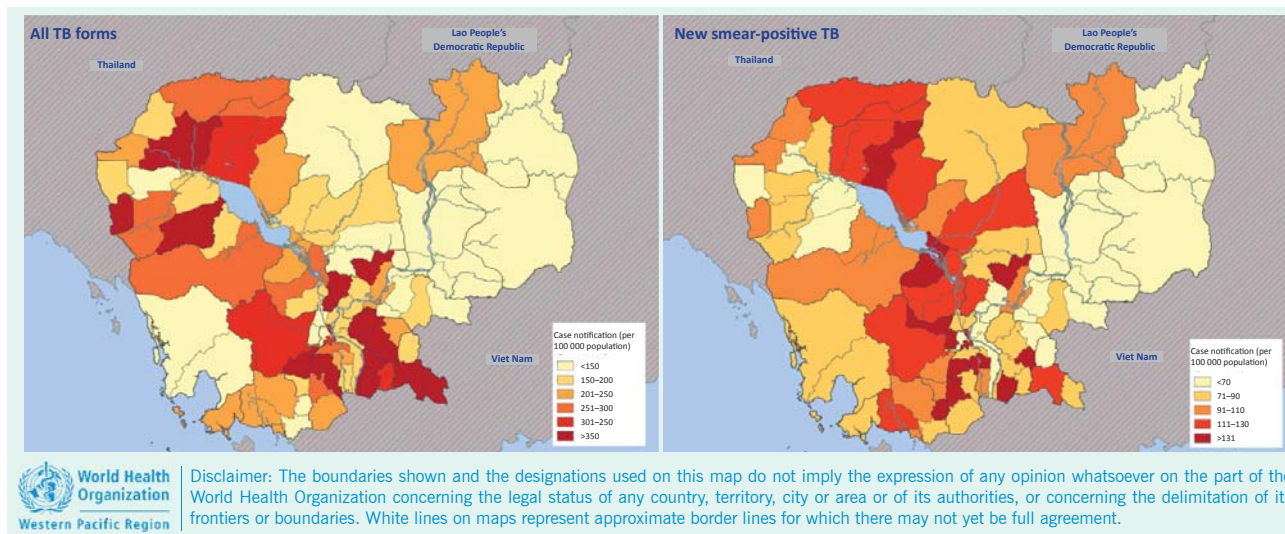 All TB forms
Thailand
Lao People's
Democratic Republic
Viet Nam
Case notification (per
100 000 population)
<150
150–200
201–250
251–300
301–250
>350
New smear-positive TB
Thailand
Lao People's
Democratic Republic
Viet Nam
Case notification (per
100 000 population)
<70
71–90
91–110
111–130
>131
World Health
Organization
Western Pacific Region
Disclaimer: The boundaries shown and the designations used on this map do not imply the expression of any opinion whatsoever on the part of the
World Health Organization concerning the legal status of any country, territory, city or area or of its authorities, or concerning the delimitation of it
frontiers or boundaries. White lines on maps represent approximate border lines for which there may not yet be full agreement.